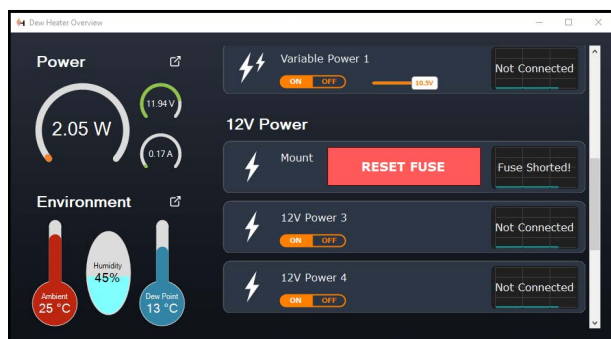 Dew Heater Overview
Power
2.05 W
11.94 V
0.17 A
Environment
Ambient
25 °C
Humidity
45%
Dew Point
13 °C
Variable Power 1
ON OFF
10.5V
Not Connected
12V Power
Mount
RESET FUSE
Fuse Shorted!
12V Power 3
ON OFF
Not Connected
12V Power 4
ON OFF
Not Connected